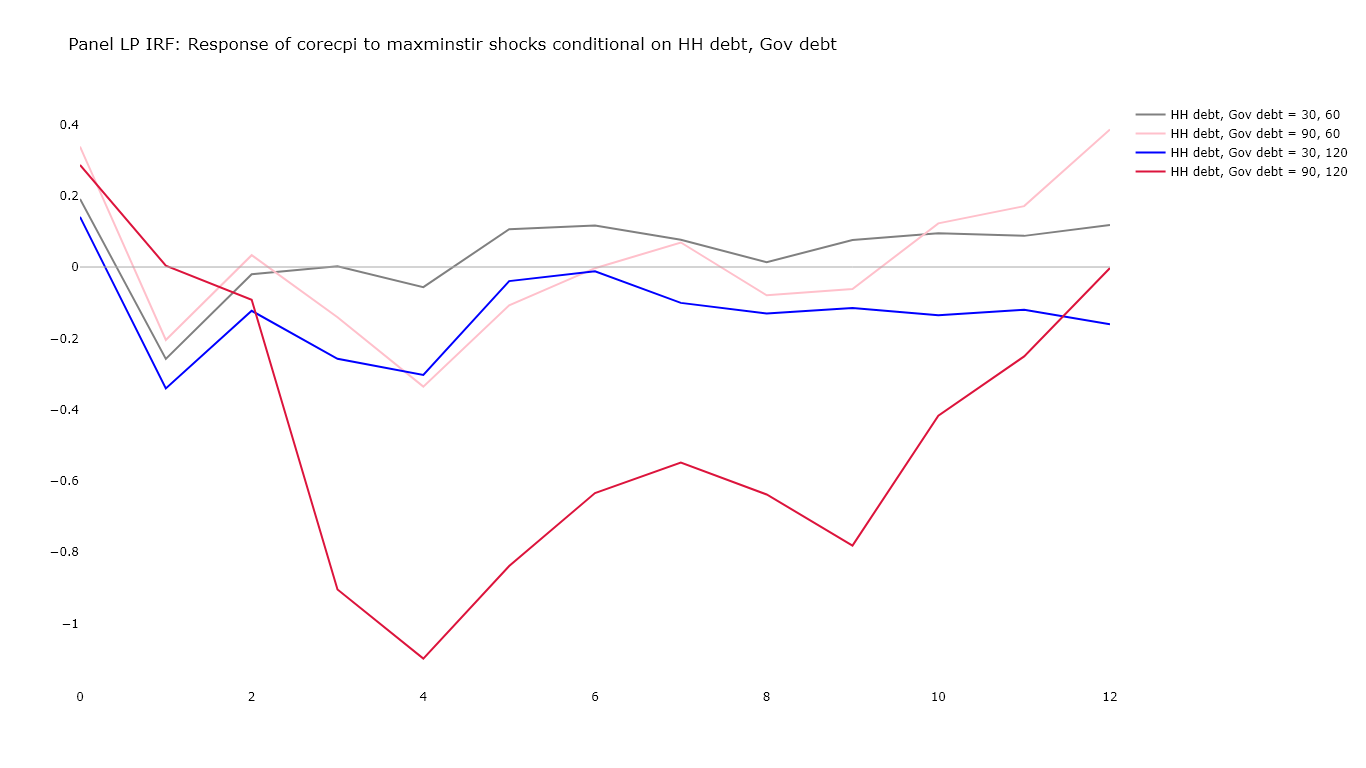 Panel LP IRF: Response of corecpi to maxminstir shocks conditional on HH debt, Gov debt
HH debt, Gov debt = 30, 60
HH debt, Gov debt = 90, 60
HH debt, Gov debt = 30, 120
HH debt, Gov debt = 90, 120
0.4
0.2
0
−0.2
−0.4
−0.6
−0.8
−1
0 2 4 6 8 10 12